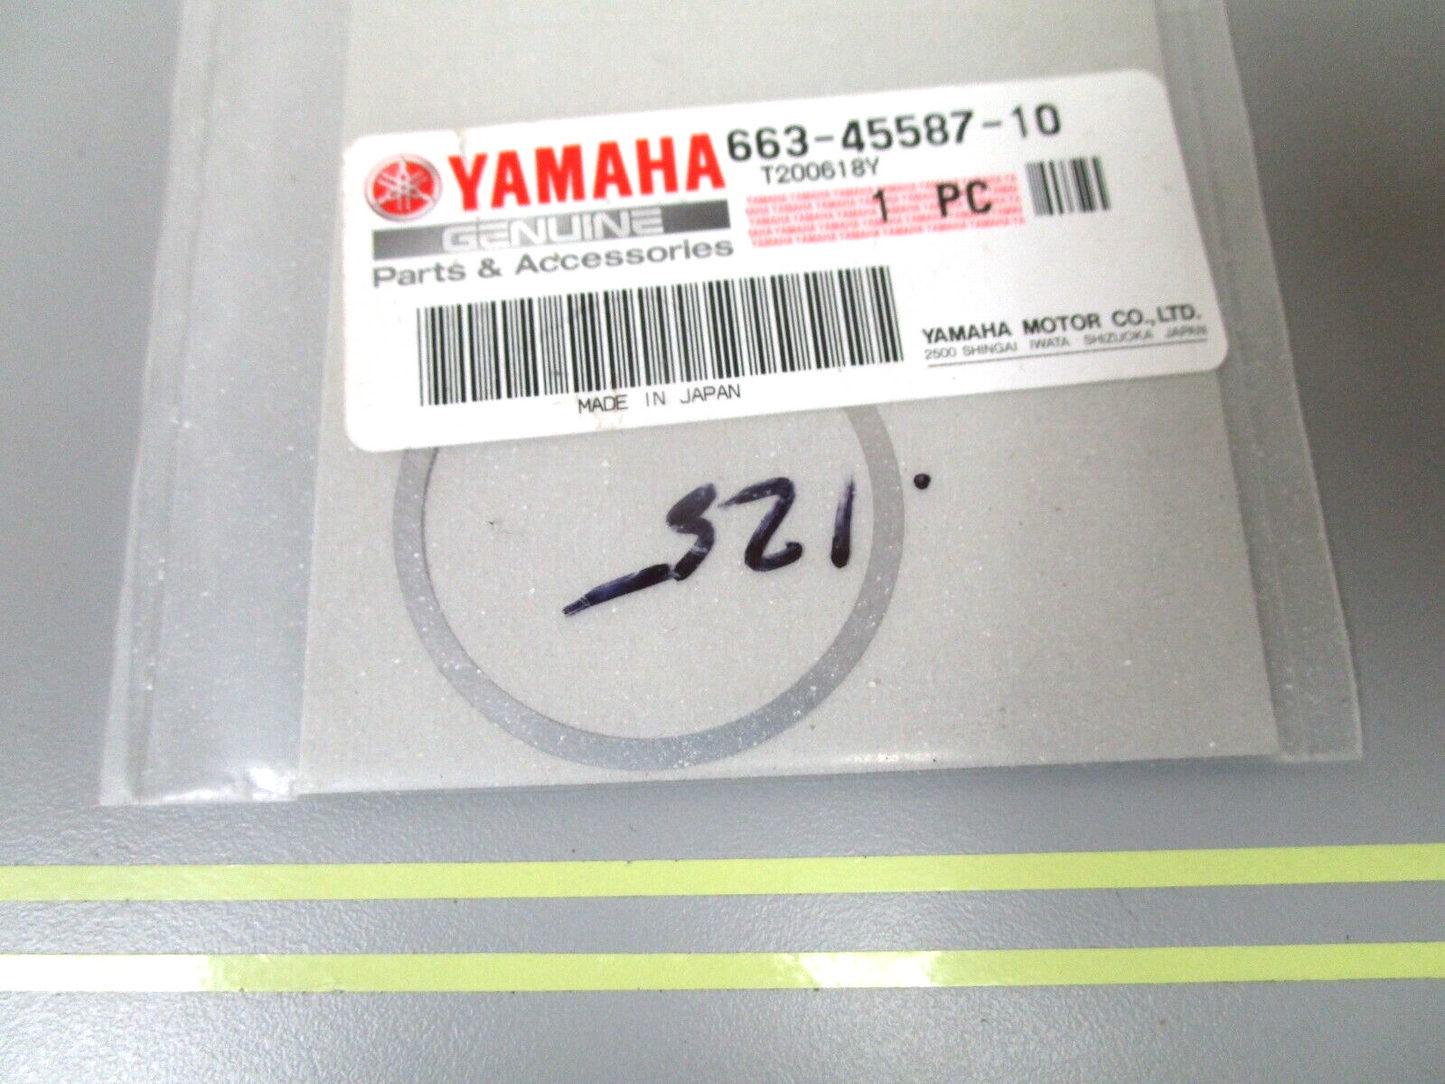 YAMAHA 663-45587-10
T200618Y
GENUINE
1 PC
Parts & Accessories
YAMAHA MOTOR CO.,LTD.
2500 SHINGAI IWATA SHIZUOKA JAPAN
MADE IN JAPAN
.125